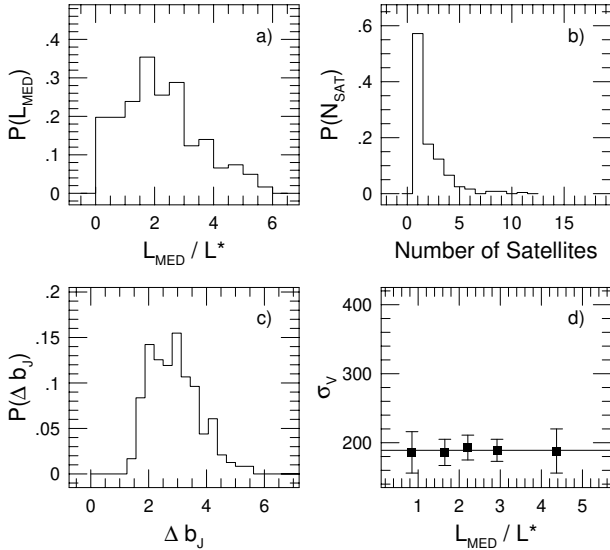 a)
P(L_MED)
.4
.3
.2
.1
0
0 2 4 6
L_MED / L*
b)
P(N_SAT)
.6
.4
.2
0
0 5 10 15
Number of Satellites
c)
P(Δ b_J)
.2
.15
.1
.05
0
0 2 4 6
Δ b_J
d)
σ_V
400
300
200
100
1 2 3 4 5
L_MED / L*